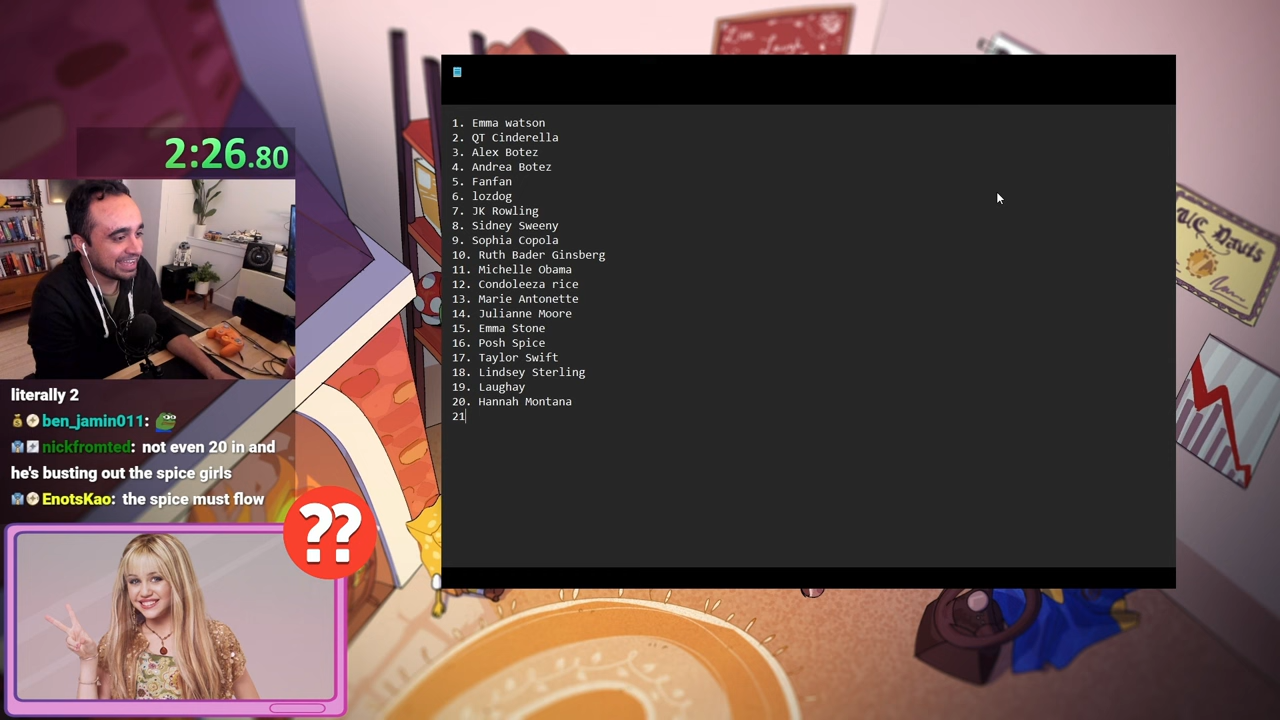 Live
Laugh
2:26.80
1. Emma watson
2. QT Cinderella
3. Alex Botez
4. Andrea Botez
5. Fanfan
6. lozdog
7. JK Rowling
8. Sidney Sweeny
9. Sophia Copola
10. Ruth Bader Ginsberg
11. Michelle Obama
12. Condoleeza rice
13. Marie Antonette
14. Julianne Moore
15. Emma Stone
16. Posh Spice
17. Taylor Swift
18. Lindsey Sterling
19. Laughay
20. Hannah Montana
21
UC Davis
literally 2
ben_jamin011:
nickfromted: not even 20 in and
he's busting out the spice girls
EnotsKao: the spice must flow
??